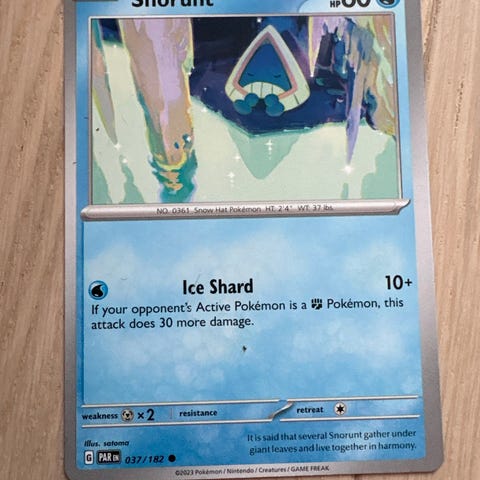 Snorunt HP 60
NO. 0361 Snow Hat Pokémon HT: 2'4" WT: 37 lbs.
Ice Shard 10+
If your opponent's Active Pokémon is a Pokémon, this
attack does 30 more damage.
weakness ×2 resistance retreat
Illus. satoma
G PAR EN 037/182
It is said that several Snorunt gather under
giant leaves and live together in harmony.
©2023 Pokémon / Nintendo / Creatures / GAME FREAK